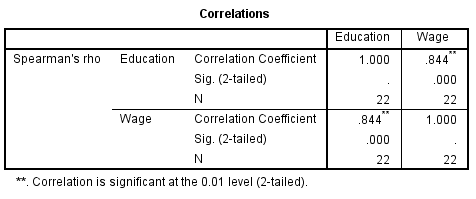 Correlations
Education Wage
Spearman's rho Education Correlation Coefficient 1.000 .844**
Sig. (2-tailed) . .000
N 22 22
Wage Correlation Coefficient .844** 1.000
Sig. (2-tailed) .000 .
N 22 22
**. Correlation is significant at the 0.01 level (2-tailed).